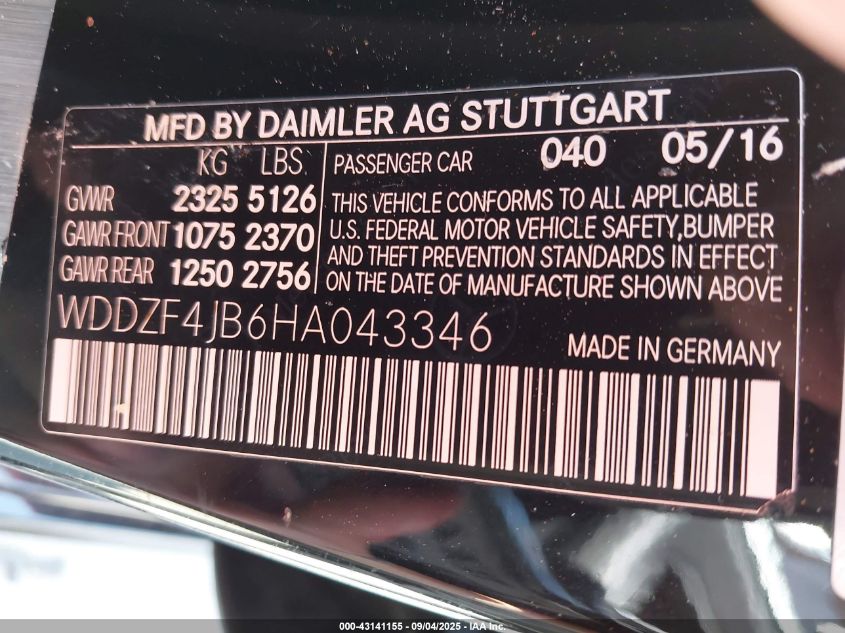 MFD BY DAIMLER AG STUTTGART
KG LBS PASSENGER CAR 040 05/16
GVWR 2325 5126
GAWR FRONT 1075 2370
GAWR REAR 1250 2756
THIS VEHICLE CONFORMS TO ALL APPLICABLE
U.S. FEDERAL MOTOR VEHICLE SAFETY,BUMPER
AND THEFT PREVENTION STANDARDS IN EFFECT
ON THE DATE OF MANUFACTURE SHOWN ABOVE
WDDZF4JB6HA043346
MADE IN GERMANY
000-43141155 - 09/04/2025 - IAA Inc.